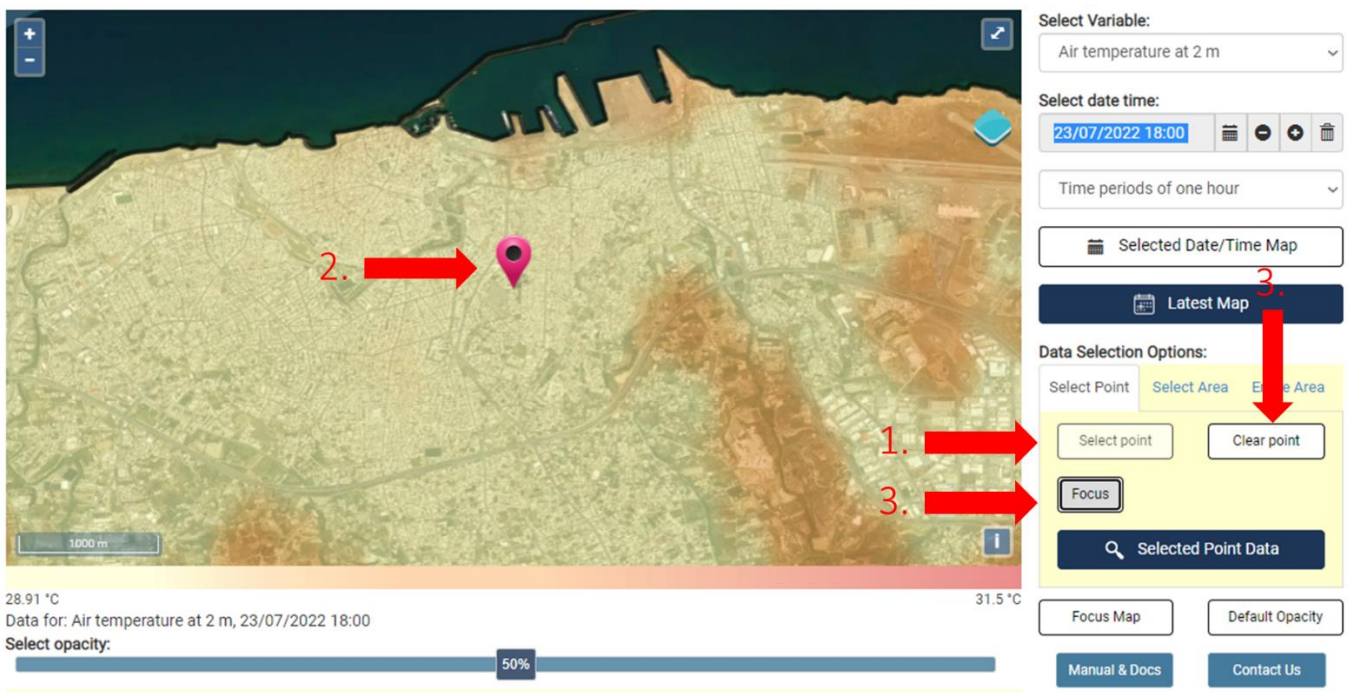 +
-
2.
1000 m
i
28.91 °C
31.5 °C
Data for: Air temperature at 2 m, 23/07/2022 18:00
Select opacity:
50%
Select Variable:
Air temperature at 2 m
Select date time:
23/07/2022 18:00
Time periods of one hour
Selected Date/Time Map
3.
Latest Map
Data Selection Options:
Select Point Select Area Area
1.
Select point Clear point
3.
Focus
Selected Point Data
Focus Map Default Opacity
Manual & Docs Contact Us